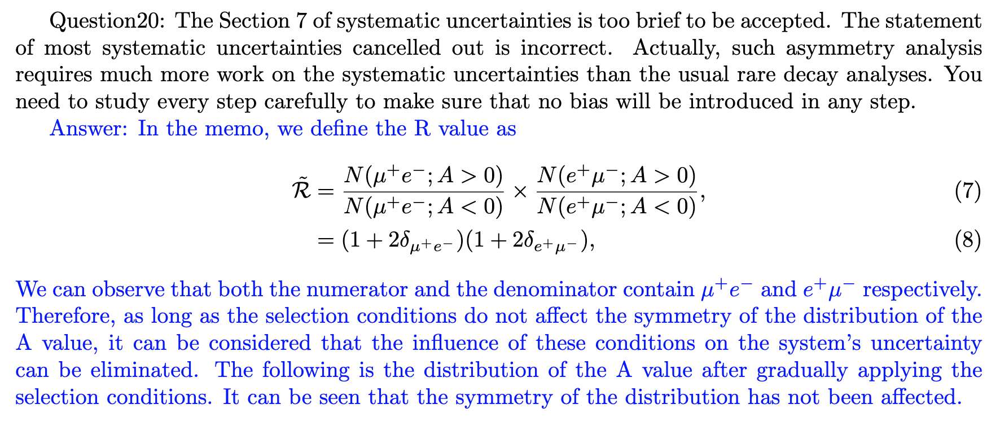 Question20: The Section 7 of systematic uncertainties is too brief to be accepted. The statement
of most systematic uncertainties cancelled out is incorrect. Actually, such asymmetry analysis
requires much more work on the systematic uncertainties than the usual rare decay analyses. You
need to study every step carefully to make sure that no bias will be introduced in any step.
Answer: In the memo, we define the R value as
$$\tilde{\mathcal{R}} = \frac{N(\mu^+e^-; A > 0)}{N(\mu^+e^-; A < 0)} \times \frac{N(e^+\mu^-; A > 0)}{N(e^+\mu^-; A < 0)}, \quad (7)$$
$$= (1 + 2\delta_{\mu^+e^-})(1 + 2\delta_{e^+\mu^-}), \quad (8)$$
We can observe that both the numerator and the denominator contain $\mu^+e^-$ and $e^+\mu^-$ respectively.
Therefore, as long as the selection conditions do not affect the symmetry of the distribution of the
A value, it can be considered that the influence of these conditions on the system's uncertainty
can be eliminated. The following is the distribution of the A value after gradually applying the
selection conditions. It can be seen that the symmetry of the distribution has not been affected.